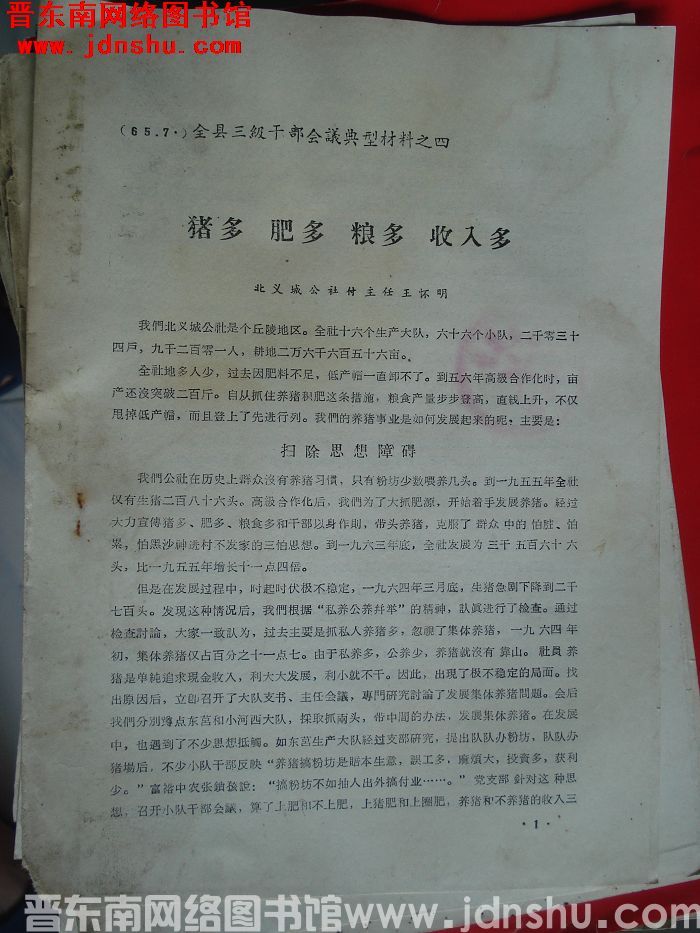 晋东南网络图书馆
www.jdnshu.com
(65.7.)全县三級干部会議典型材料之四
猪多 肥多 粮多 收入多
北义城公社付主任王怀明
我們北义城公社是个丘陵地区。全社十六个生产大队，六十六个小队，二千零三十
四戶，九千二百零一人，耕地二万六千六百五十六亩。
全社地多人少，过去因肥料不足，低产帽一直卸不了。到五六年高級合作化时，亩
产还沒突破二百斤。自从抓住养猪积肥这条措施，粮食产量步步登高，直线上升，不仅
甩掉低产帽，而且登上了先进行列。我們的养猪事业是如何发展起来的呢？主要是：
扫除思想障碍
我們公社在历史上群众沒有养猪习慣，只有粉坊少数喂养几头。到一九五五年全社
仅有生猪二百八十六头。高級合作化后，我們为了大抓肥源，开始着手发展养猪。经过
大力宣傳猪多、肥多、粮食多和干部以身作則，带头养猪，克服了群众中的怕脏、怕
累，怕黑沙神进村不发家的三怕思想。到一九六三年底，全社发展为三千五百六十六
头，比一九五五年增长十一点四倍。
但是在发展过程中，时起时伏极不稳定，一九六四年三月底，生猪急剧下降到二千
七百头。发现这种情况后，我們根据“私养公养幷举”的精神，認真进行了检查。通过
检查討論，大家一致認为，过去主要是抓私人养猪多，忽視了集体养猪，一九六四年
初，集体养猪仅占百分之十一点七。由于私养多，公养少，养猪就沒有靠山。社員养
猪是单純追求現金收入，利大大发展，利小就不干。因此，出現了极不稳定的局面。找
出原因后，立即召开了大队支书、主任会議，專門研究討論了发展集体养猪問題。会后
我們分别蹲点东莒和小河西大队，採取抓兩头，带中間的办法，发展集体养猪。在发展
中，也遇到了不少思想抵觸。如东莒生产大队经过支部研究，提出队队办粉坊，队队办
猪場后，不少小队干部反映“养猪搞粉坊是賠本生意，誤工多，麻煩大，投資多，获利
少。”富裕中农张鎖孩說：“搞粉坊不如抽人出外搞付业……。”党支部針对这种思
想，召开小队干部会議，算了上肥和不上肥，上猪肥和上圈肥，养猪和不养猪的收入三
·1·
晋东南网络图书馆www.jdnshu.com